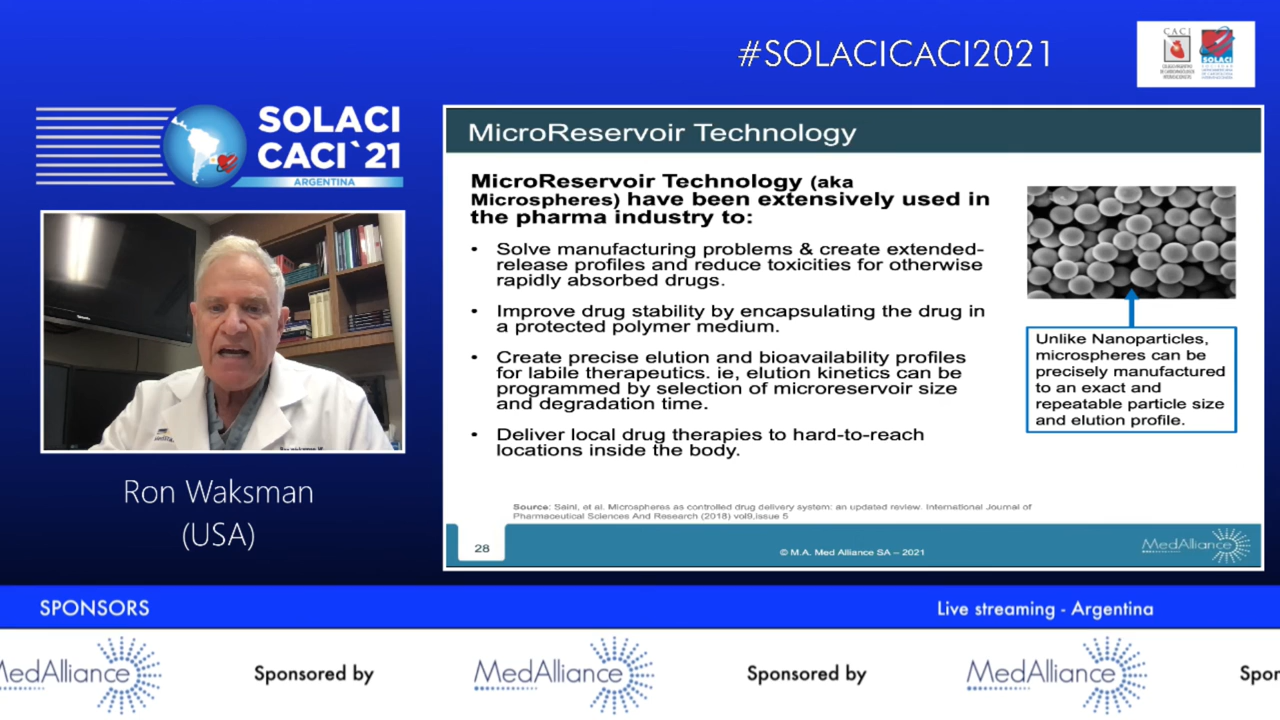 #SOLACICACI2021
CACI
SOLACI
SOLACI
CACI`21
ARGENTINA
Ron Waksman
(USA)
MicroReservoir Technology
MicroReservoir Technology (aka
Microspheres) have been extensively used in
the pharma industry to:
• Solve manufacturing problems & create extended-
release profiles and reduce toxicities for otherwise
rapidly absorbed drugs.
• Improve drug stability by encapsulating the drug in
a protected polymer medium.
• Create precise elution and bioavailability profiles
for labile therapeutics. ie, elution kinetics can be
programmed by selection of microreservoir size
and degradation time.
• Deliver local drug therapies to hard-to-reach
locations inside the body.
Unlike Nanoparticles,
microspheres can be
precisely manufactured
to an exact and
repeatable particle size
and elution profile.
Source: Saini, et al. Microspheres as controlled drug delivery system: an updated review. International Journal of
Pharmaceutical Sciences And Research (2018) vol9,issue 5
28
© M.A. Med Alliance SA – 2021
MedAlliance
SPONSORS
Live streaming - Argentina
MedAlliance
Sponsored by
MedAlliance
Sponsored by
MedAlliance
Spor